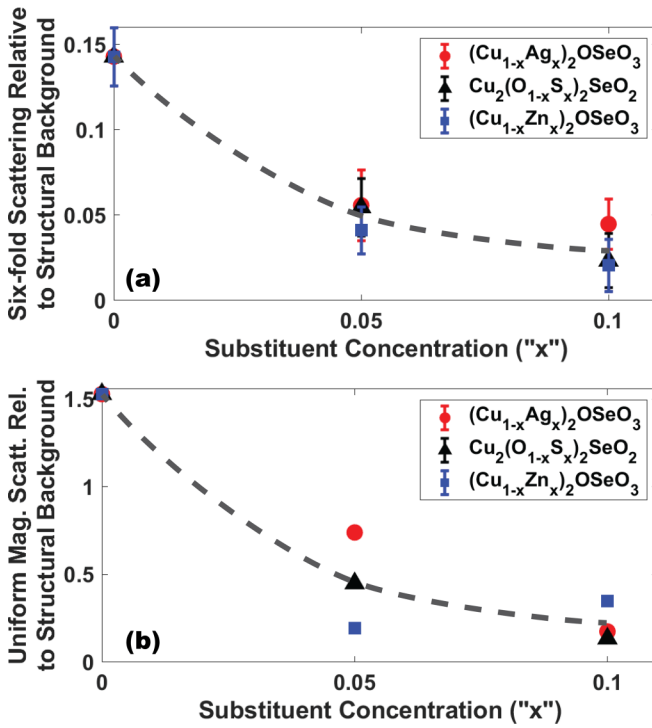 Six-fold Scattering Relative
to Structural Background
0.15
0.1
0.05
0
(Cu1-xAgx)2OSeO3
Cu2(O1-xSx)2SeO2
(Cu1-xZnx)2OSeO3
(a)
0
0.05
0.1
Substituent Concentration ("x")
Uniform Mag. Scatt. Rel.
to Structural Background
1.5
1
0.5
0
(Cu1-xAgx)2OSeO3
Cu2(O1-xSx)2SeO2
(Cu1-xZnx)2OSeO3
(b)
0
0.05
0.1
Substituent Concentration ("x")